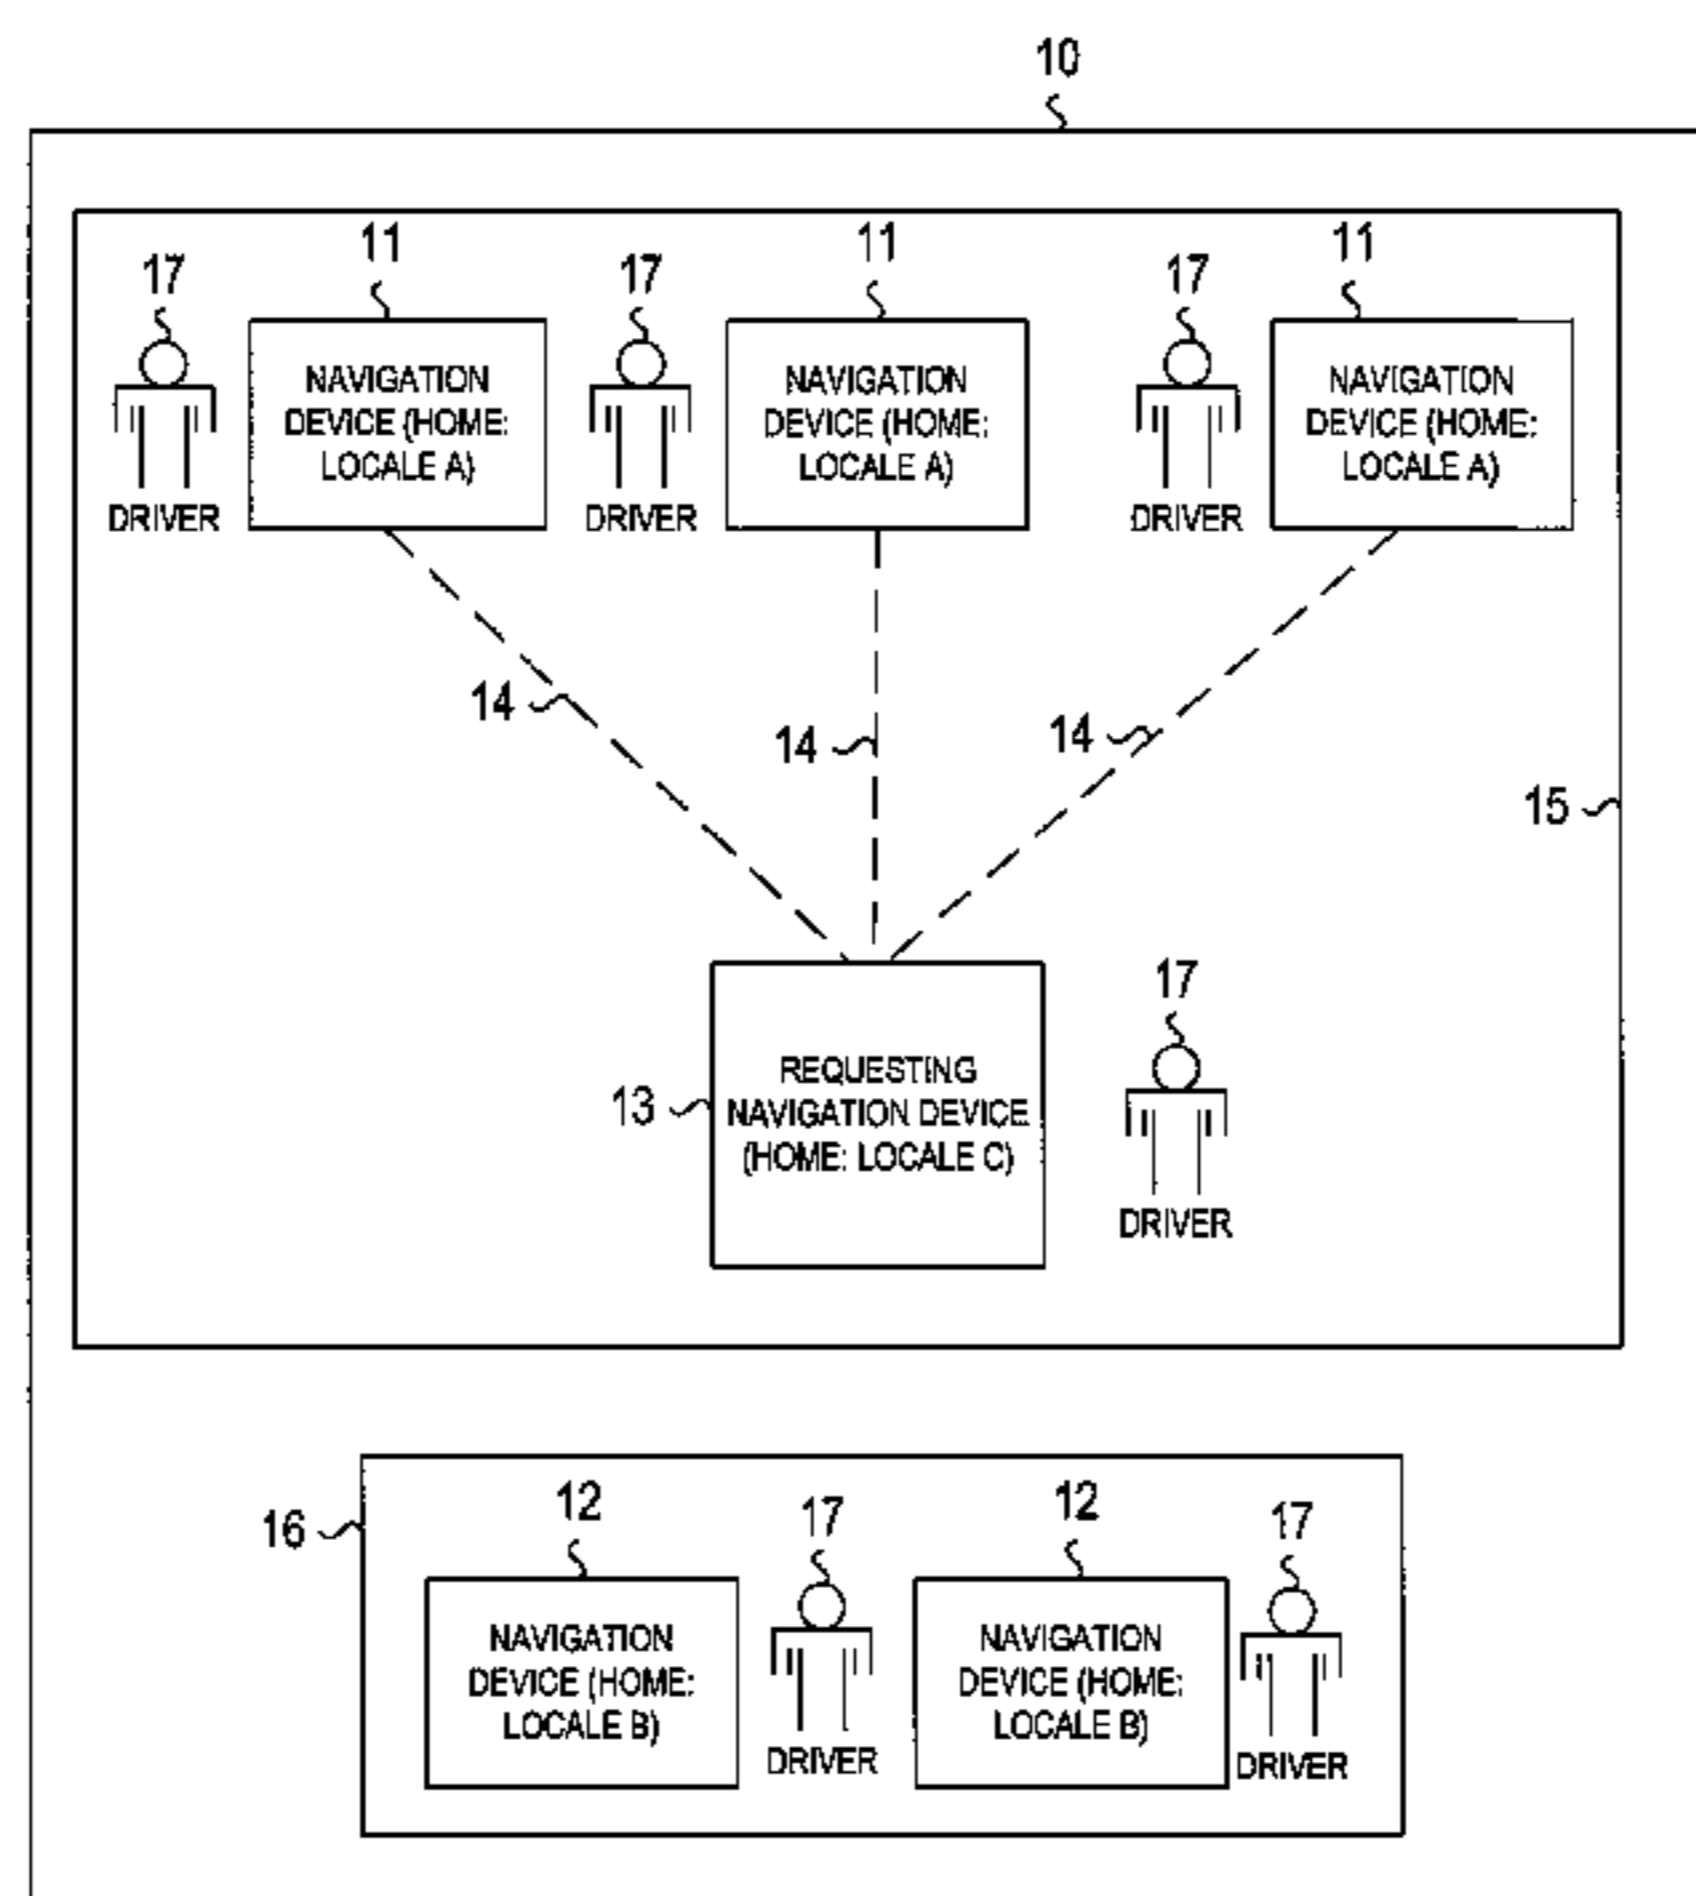 10
11 11 11
17 17 17
NAVIGATION
DEVICE (HOME:
LOCALE A)
NAVIGATION
DEVICE (HOME:
LOCALE A)
NAVIGATION
DEVICE (HOME:
LOCALE A)
DRIVER DRIVER DRIVER
14 14 14
15
17
13
REQUESTING
NAVIGATION DEVICE
(HOME: LOCALE C)
DRIVER
16
12 17 12 17
NAVIGATION
DEVICE (HOME:
LOCALE B)
DRIVER
NAVIGATION
DEVICE (HOME:
LOCALE B)
DRIVER